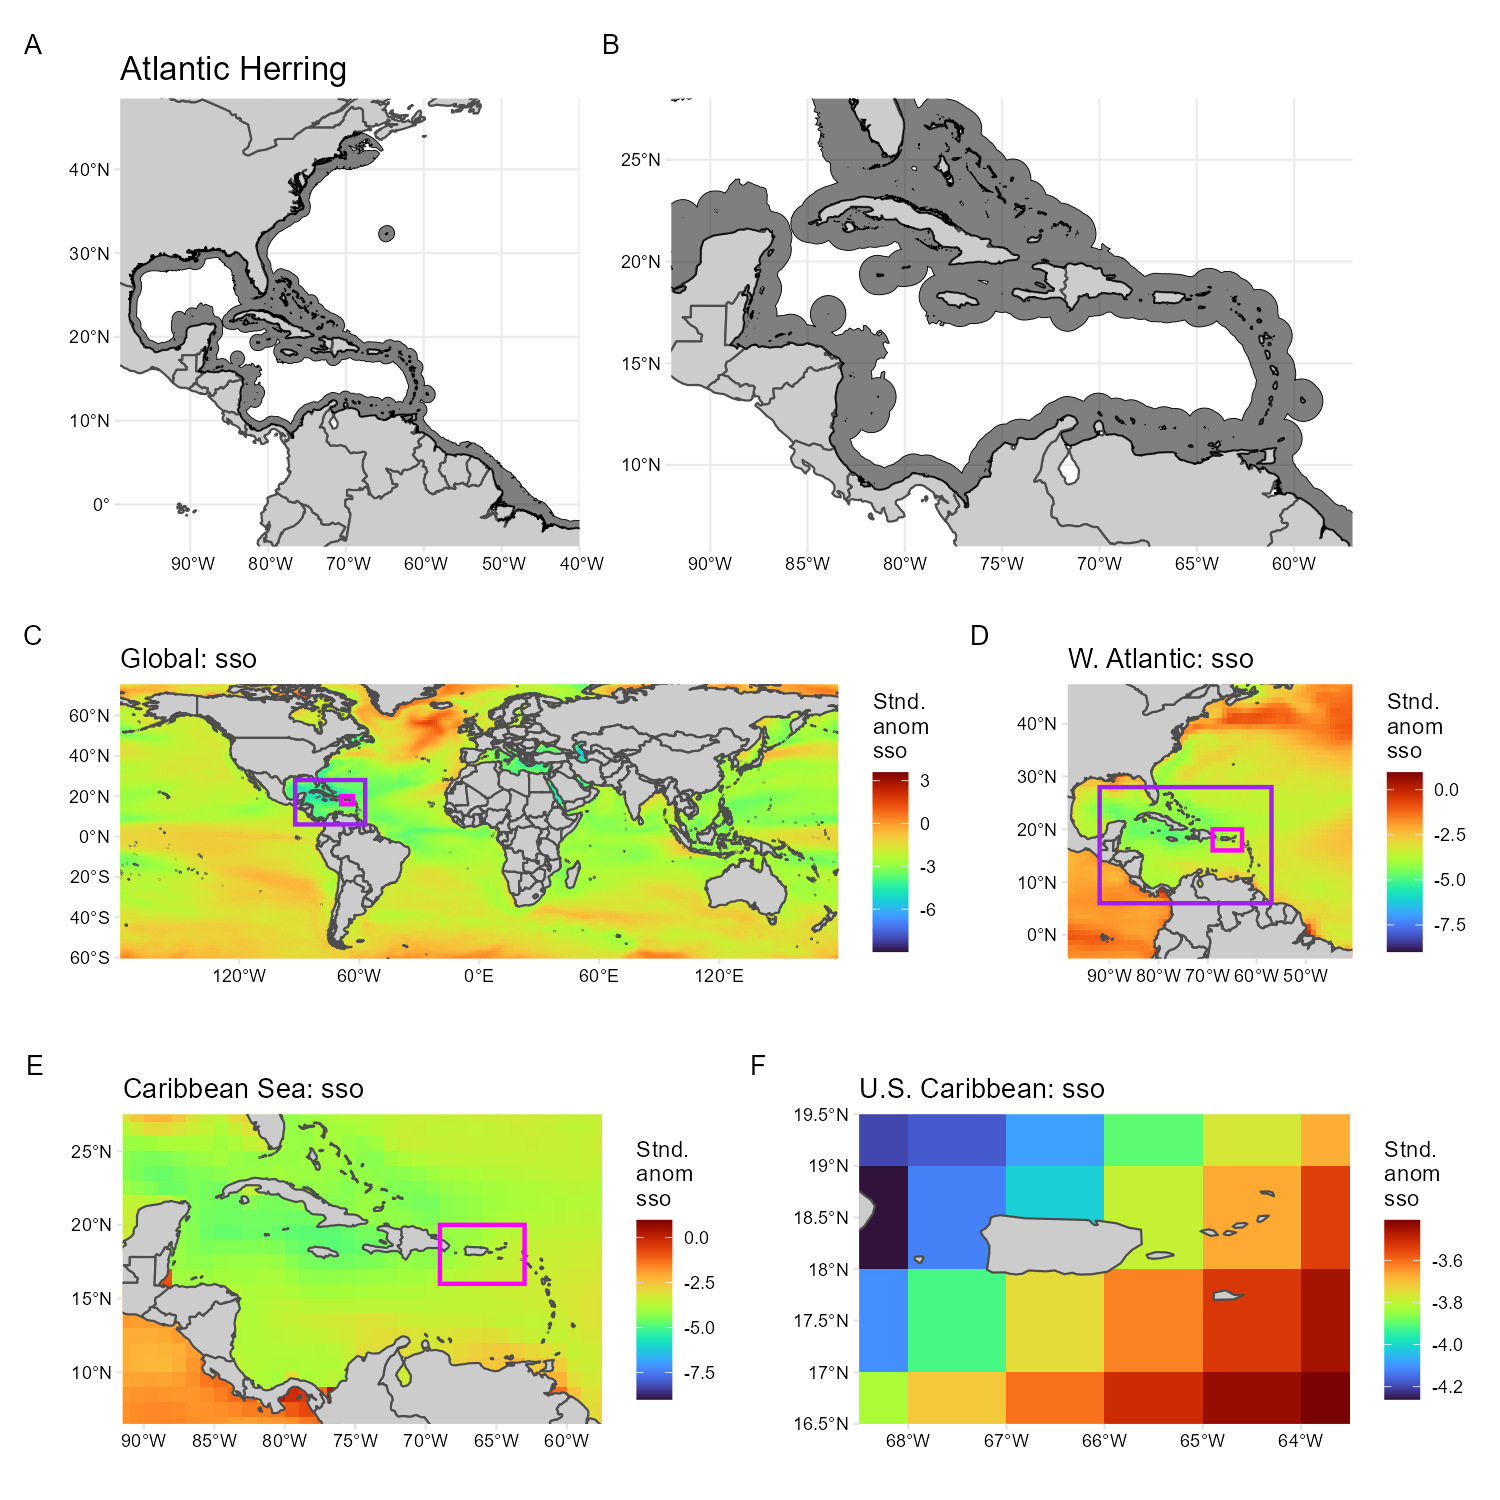 A
B
Atlantic Herring
40°N
30°N
20°N
10°N
0°
90°W 80°W 70°W 60°W 50°W 40°W
25°N
20°N
15°N
10°N
90°W 85°W 80°W 75°W 70°W 65°W 60°W
C
D
Global: sso
60°N
40°N
20°N
0°N
20°S
40°S
60°S
120°W 60°W 0°E 60°E 120°E
Stnd.
anom
sso
3
0
-3
-6
W. Atlantic: sso
40°N
30°N
20°N
10°N
0°N
90°W 80°W 70°W 60°W 50°W
Stnd.
anom
sso
0.0
-2.5
-5.0
-7.5
E
F
Caribbean Sea: sso
25°N
20°N
15°N
10°N
90°W 85°W 80°W 75°W 70°W 65°W 60°W
Stnd.
anom
sso
0.0
-2.5
-5.0
-7.5
U.S. Caribbean: sso
19.5°N
19°N
18.5°N
18°N
17.5°N
17°N
16.5°N
68°W 67°W 66°W 65°W 64°W
Stnd.
anom
sso
-3.6
-3.8
-4.0
-4.2